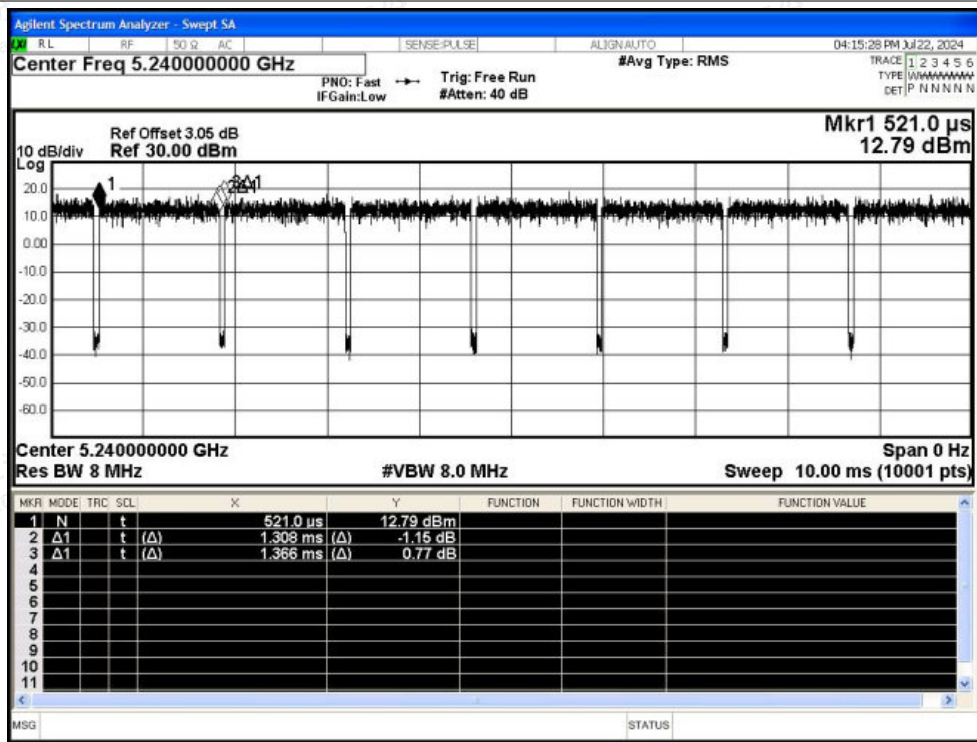 Agilent Spectrum Analyzer - Swept SA
LXI RL RF 50 Ω AC SENSE:PULSE ALIGNAUTO 04:15:28 PM Jul 22, 2024
Center Freq 5.240000000 GHz #Avg Type: RMS TRACE 1 2 3 4 5 6
PNO: Fast Trig: Free Run TYPE WWWWWW
IFGain:Low #Atten: 40 dB DET P N N N N N
Mkr1 521.0 µs
Ref Offset 3.05 dB
10 dB/div Ref 30.00 dBm 12.79 dBm
Log
20.0
10.0
0.00
-10.0
-20.0
-30.0
-40.0
-50.0
-60.0
1
Center 5.240000000 GHz Span 0 Hz
Res BW 8 MHz #VBW 8.0 MHz Sweep 10.00 ms (10001 pts)
MKR MODE TRC SCL X Y FUNCTION FUNCTION WIDTH FUNCTION VALUE
1 N t 521.0 µs 12.79 dBm
2 Δ1 t (Δ) 1.308 ms (Δ) -1.15 dB
3 Δ1 t (Δ) 1.366 ms (Δ) 0.77 dB
4
5
6
7
8
9
10
11
MSG STATUS